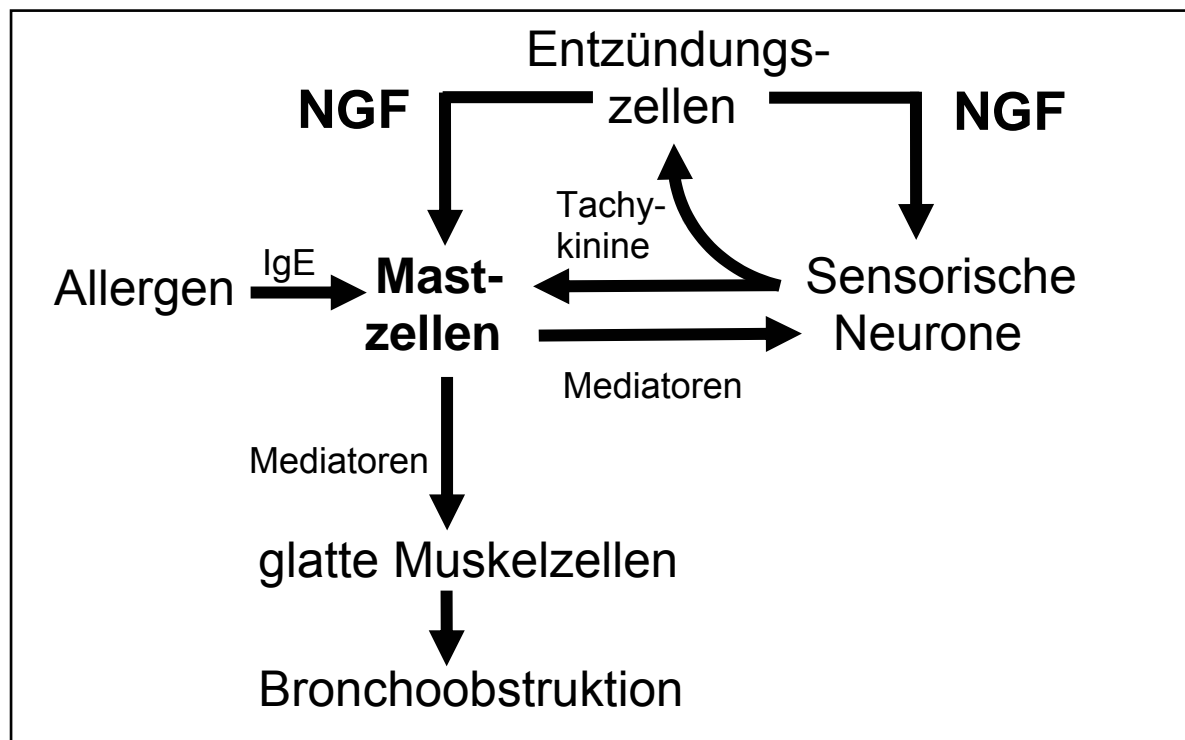 Entzündungs-
zellen
NGF
NGF
Tachy-
kinine
Allergen
IgE
Mast-
zellen
Sensorische
Neurone
Mediatoren
Mediatoren
glatte Muskelzellen
Bronchoobstruktion